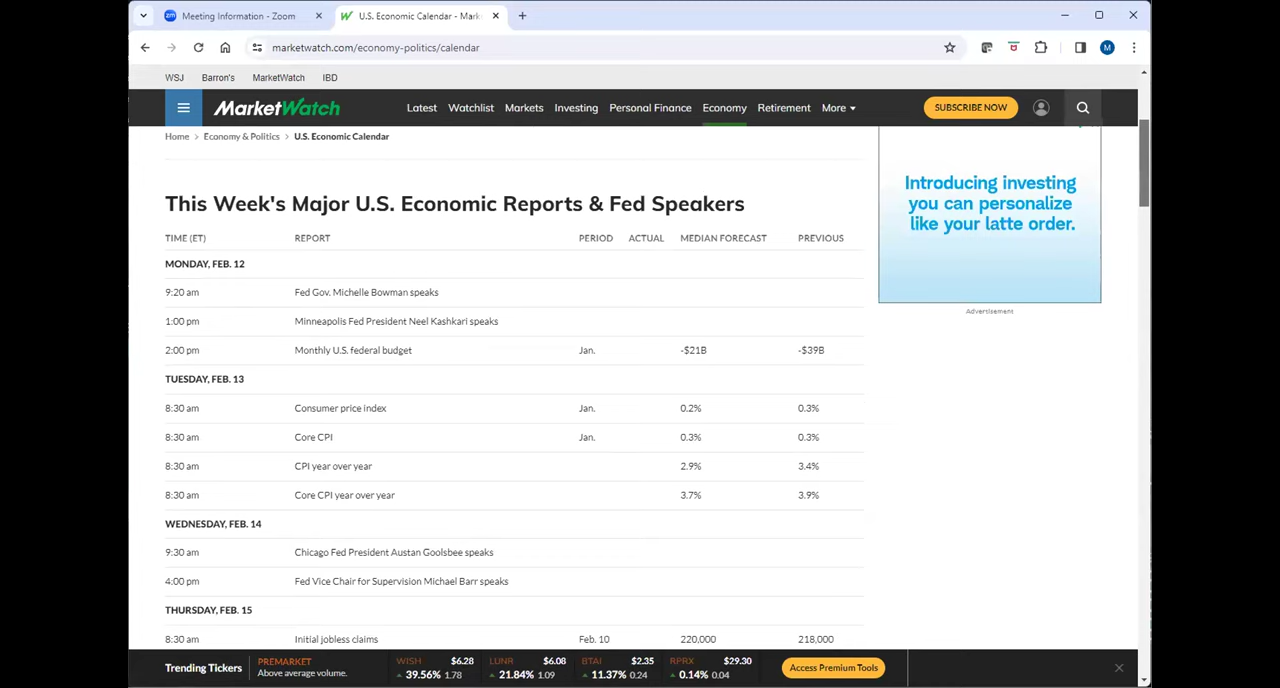 Meeting Information - Zoom
U.S. Economic Calendar - Mark
marketwatch.com/economy-politics/calendar
M
WSJ Barron's MarketWatch IBD
MarketWatch Latest Watchlist Markets Investing Personal Finance Economy Retirement More SUBSCRIBE NOW
Home > Economy & Politics > U.S. Economic Calendar
Introducing investing
you can personalize
like your latte order.
Advertisement
This Week's Major U.S. Economic Reports & Fed Speakers
TIME (ET) REPORT PERIOD ACTUAL MEDIAN FORECAST PREVIOUS
MONDAY, FEB. 12
9:20 am Fed Gov. Michelle Bowman speaks
1:00 pm Minneapolis Fed President Neel Kashkari speaks
2:00 pm Monthly U.S. federal budget Jan. -$21B -$39B
TUESDAY, FEB. 13
8:30 am Consumer price index Jan. 0.2% 0.3%
8:30 am Core CPI Jan. 0.3% 0.3%
8:30 am CPI year over year 2.9% 3.4%
8:30 am Core CPI year over year 3.7% 3.9%
WEDNESDAY, FEB. 14
9:30 am Chicago Fed President Austan Goolsbee speaks
4:00 pm Fed Vice Chair for Supervision Michael Barr speaks
THURSDAY, FEB. 15
8:30 am Initial jobless claims Feb. 10 220,000 218,000
Trending Tickers
PREMARKET
Above average volume.
WISH $6.28
39.56% 1.78
LUNR $6.08
21.84% 1.09
BTAI $2.35
11.37% 0.24
RPRX $29.30
0.14% 0.04
Access Premium Tools